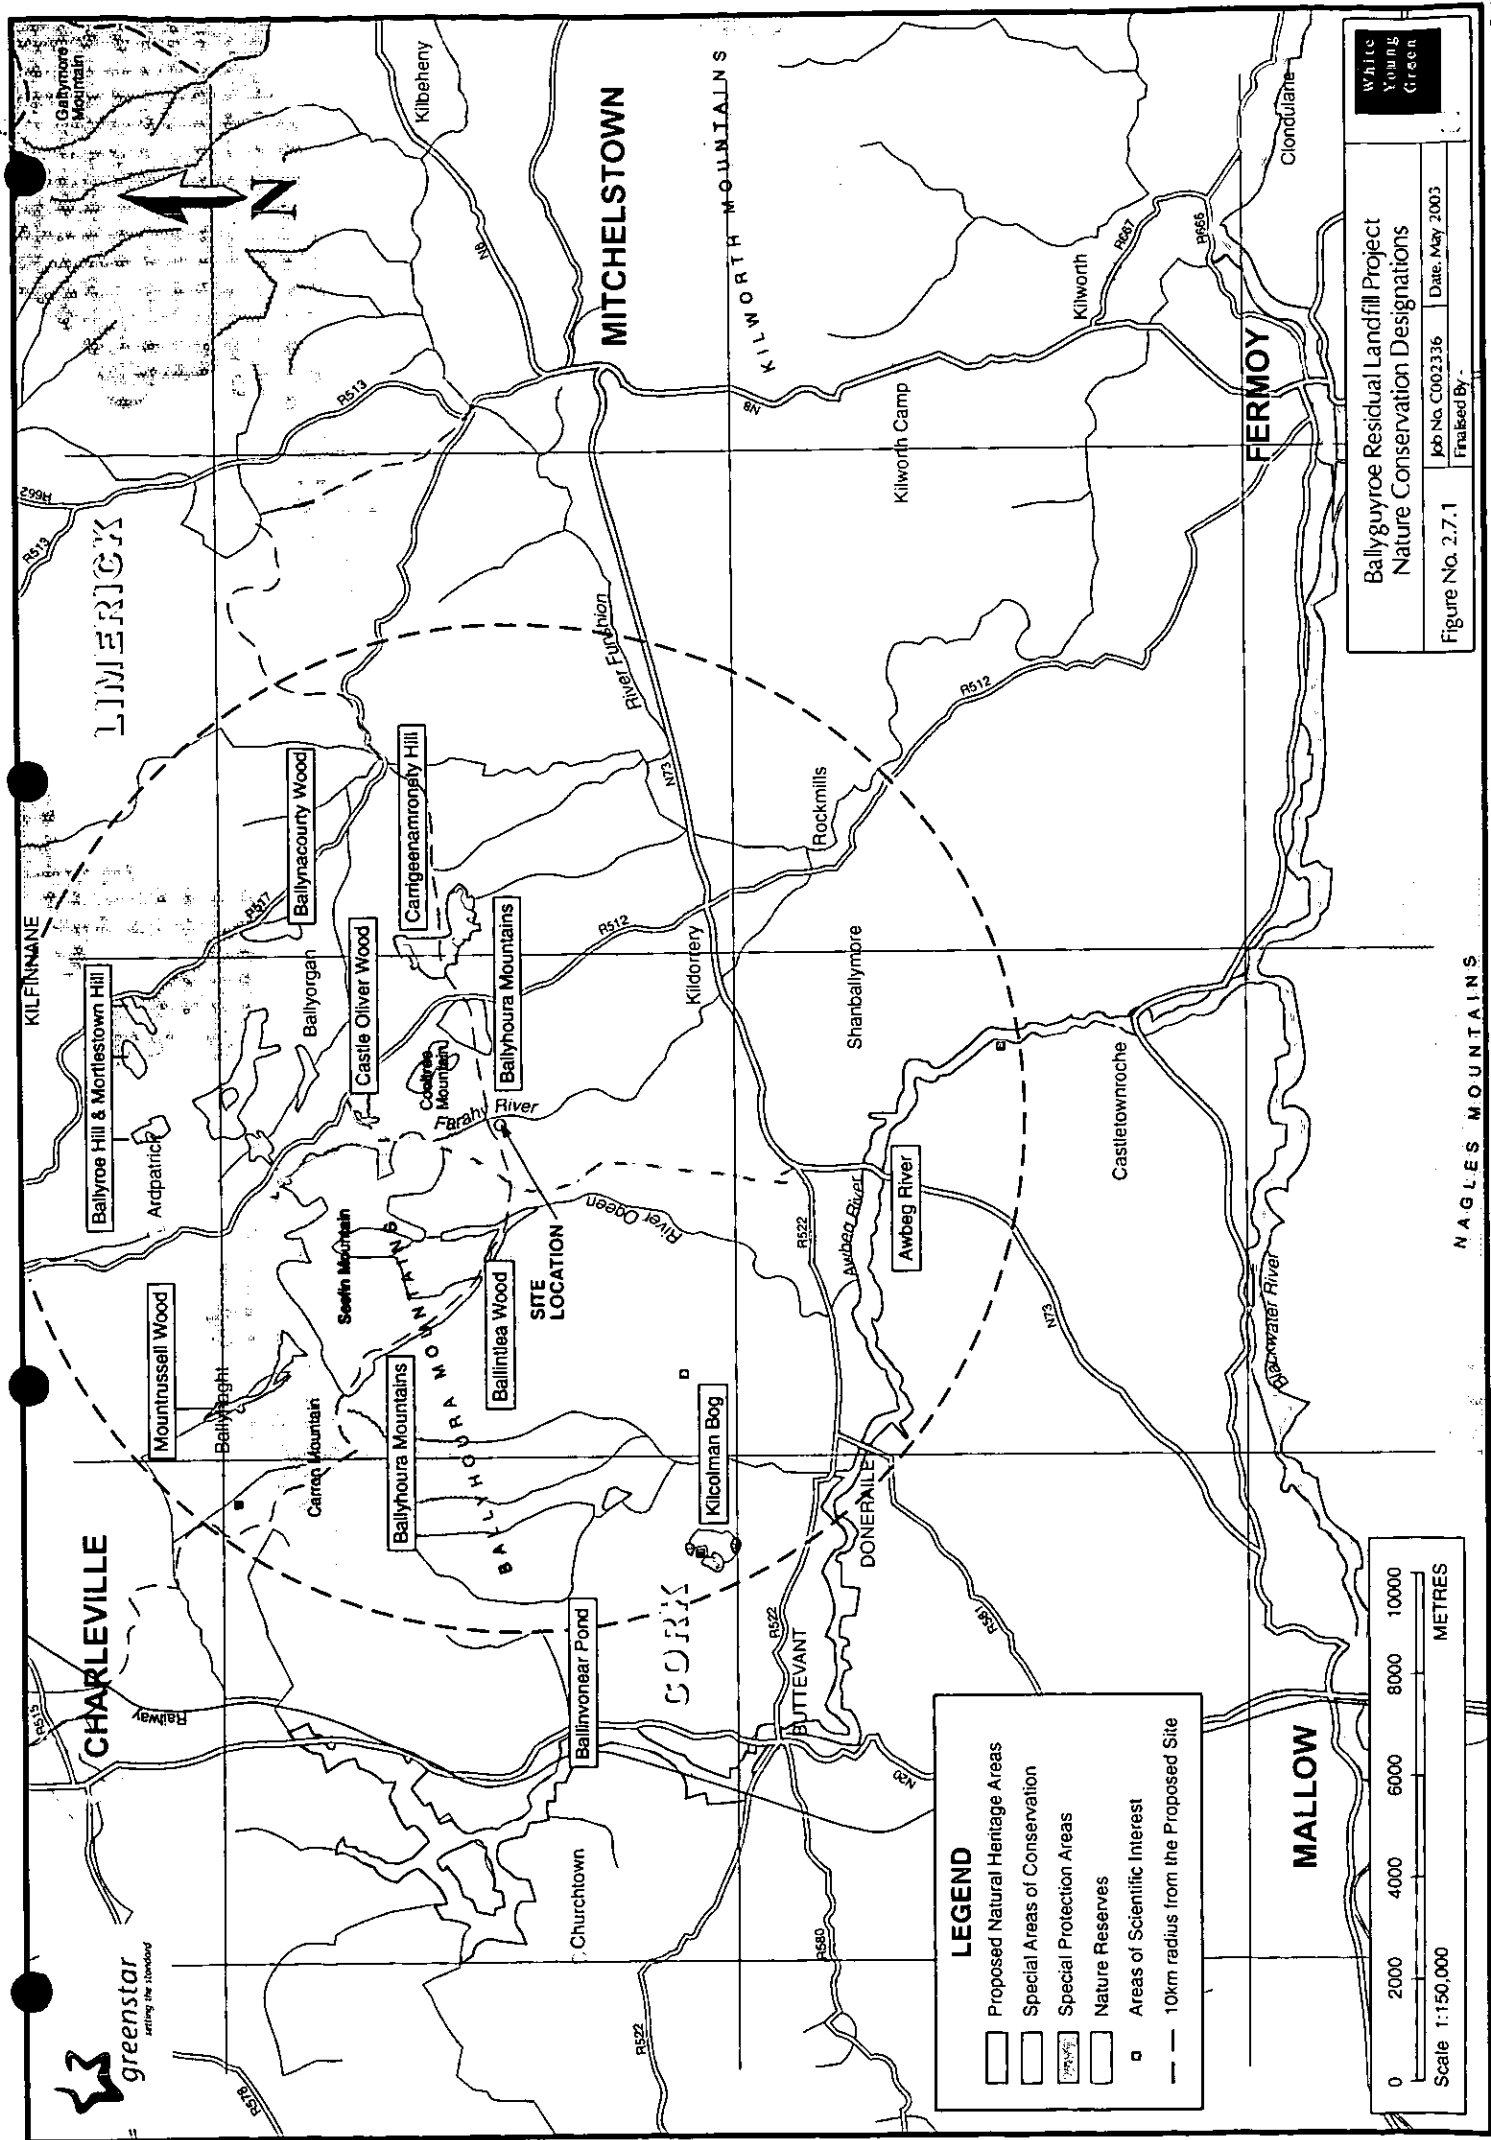 greenstar
setting the standard
R578
R515
CHARLEVILLE
Railway
Churchtown
R522
R580
Ballinvonear Pond
BUTTEVANT
N20
R522
CORK
Kilcolman Bog
DONERAILE
R581
Mountrussell Wood
Carron Mountain
Ballyhoura Mountains
BALLYHOURA MOUNTAINS
Seefin Mountain
Ballintlea Wood
SITE
LOCATION
River Ogeen
R522
Awbeg River
Awbeg River
N73
KILFINNANE
Ballyroe Hill & Mortlestown Hill
Ardpatrick
Ballyorgan
Castle Oliver Wood
Mountain
Farahy River
Ballyhoura Mountains
R517
Ballynacourty Wood
Carrigeenamronety Hill
R512
Kildorrery
Shanballymore
Castletownroche
Blackwater River
NAGLES MOUNTAINS
Rockmills
R512
N73
River Funshion
LIMERICK
R513
R662
R513
Galtymore
Mountain
N
Kilbeheny
N8
MITCHELSTOWN
KILWORTH MOUNTAINS
N8
Kilworth Camp
Kilworth
R667
R666
FERMOY
Clondulane
MALLOW
LEGEND
Proposed Natural Heritage Areas
Special Areas of Conservation
Special Protection Areas
Nature Reserves
Areas of Scientific Interest
10km radius from the Proposed Site
0 2000 4000 6000 8000 10000
Scale 1:150,000 METRES
White
Young
Green
Ballyguyroe Residual Landfill Project
Nature Conservation Designations
Figure No. 2.7.1
Job No. C002336
Date. May 2003
Finalised By -